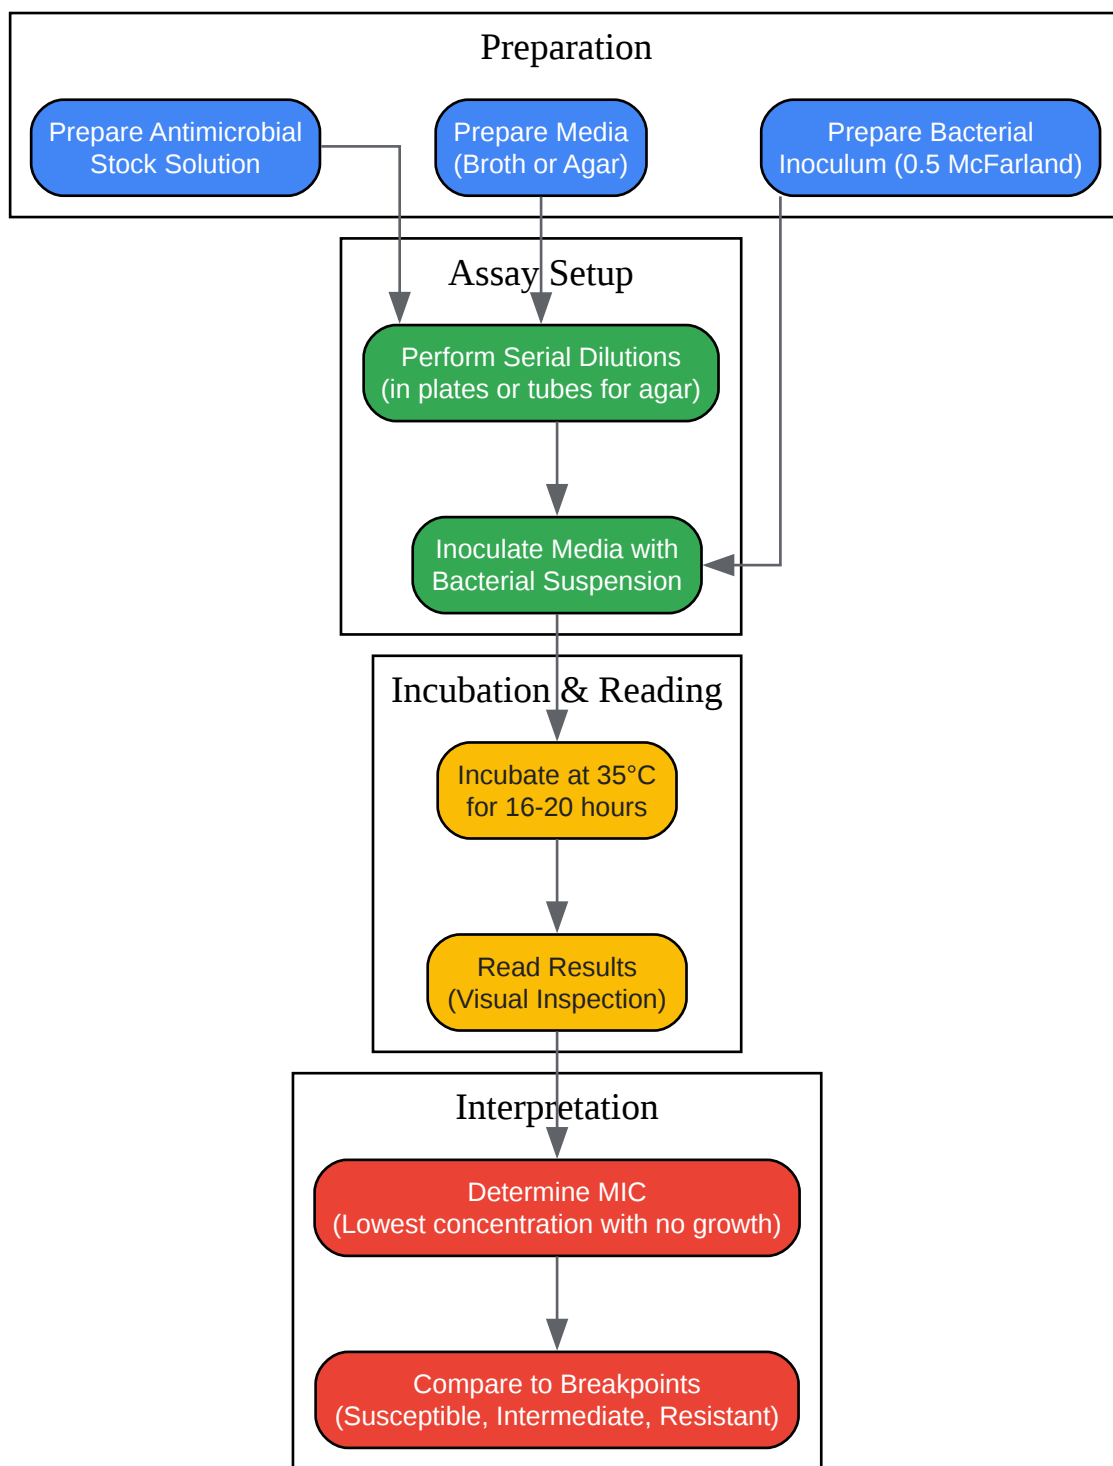 Preparation
Prepare Antimicrobial
Stock Solution
Prepare Media
(Broth or Agar)
Prepare Bacterial
Inoculum (0.5 McFarland)
Assay Setup
Perform Serial Dilutions
(in plates or tubes for agar)
Inoculate Media with
Bacterial Suspension
Incubation & Reading
Incubate at 35°C
for 16-20 hours
Read Results
(Visual Inspection)
Interpretation
Determine MIC
(Lowest concentration with no growth)
Compare to Breakpoints
(Susceptible, Intermediate, Resistant)